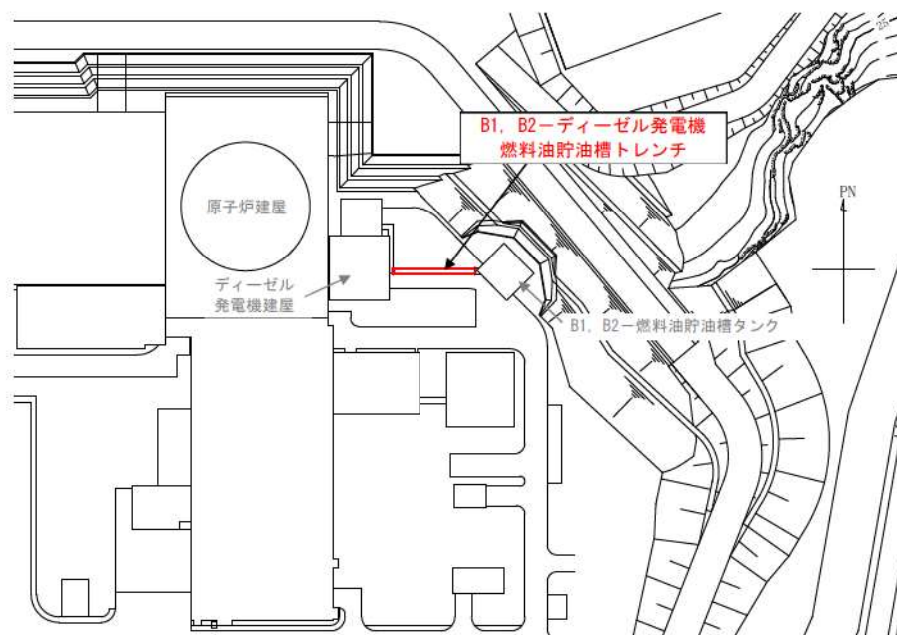 25
B1，B2－ディーゼル発電機
燃料油貯油槽トレンチ
PN
原子炉建屋
ディーゼル
発電機建屋
B1，B2－燃料油貯油槽タンク